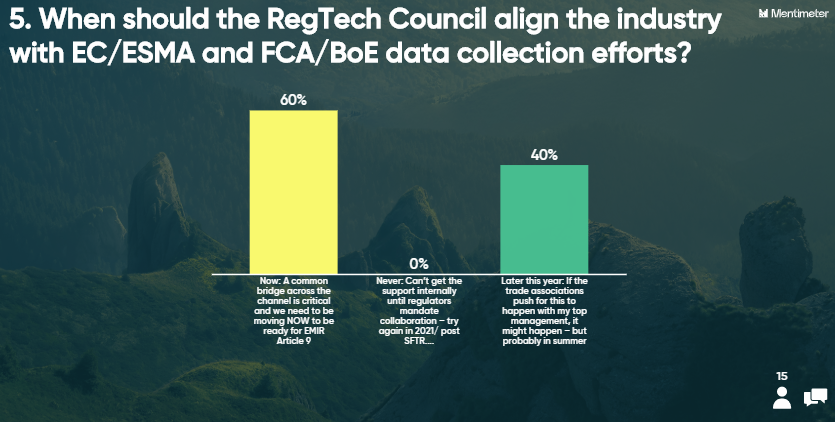 5. When should the RegTech Council align the industry
with EC/ESMA and FCA/BoE data collection efforts?
Mentimeter
60%
0%
40%
Now: A common
bridge across the
channel is critical
and we need to be
moving NOW to be
ready for EMIR
Article 9
Never: Can't get the
support internally
until regulators
mandate
collaboration – try
again in 2021/ post
SFTR....
Later this year: If the
trade associations
push for this to
happen with my top
management, it
might happen – but
probably in summer
15